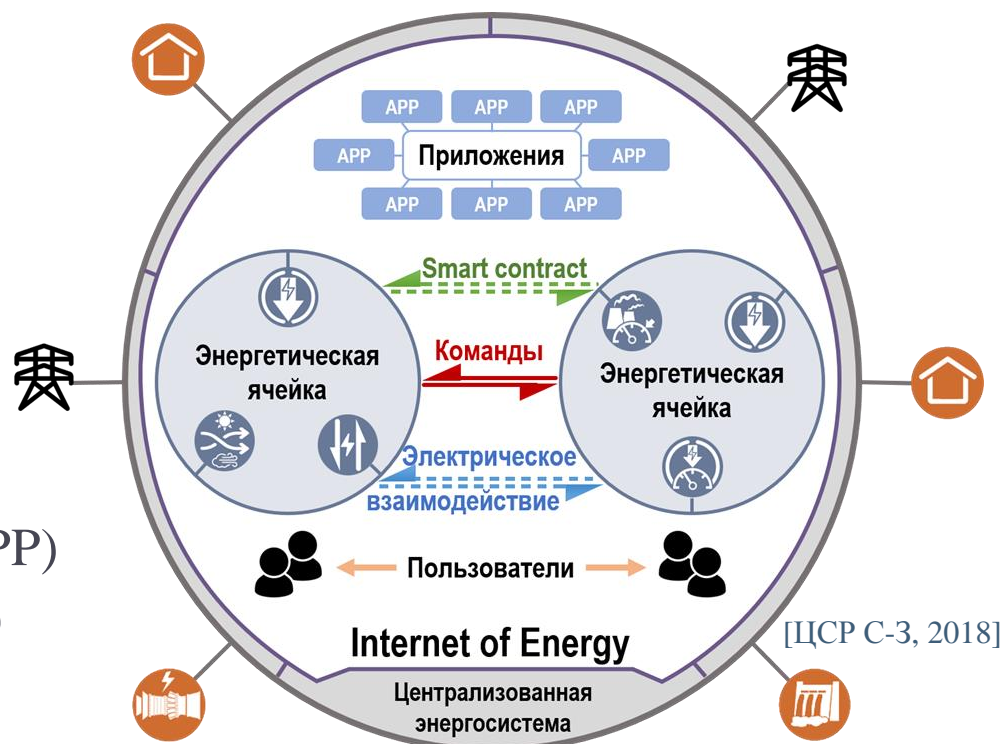 APP APP APP
APP Приложения APP
APP APP APP
Smart contract
Энергетическая
ячейка
Команды
Энергетическая
ячейка
Электрическое
взаимодействие
PP)
)
Пользователи
Internet of Energy
[ЦСР С-З, 2018]
Централизованная
энергосистема